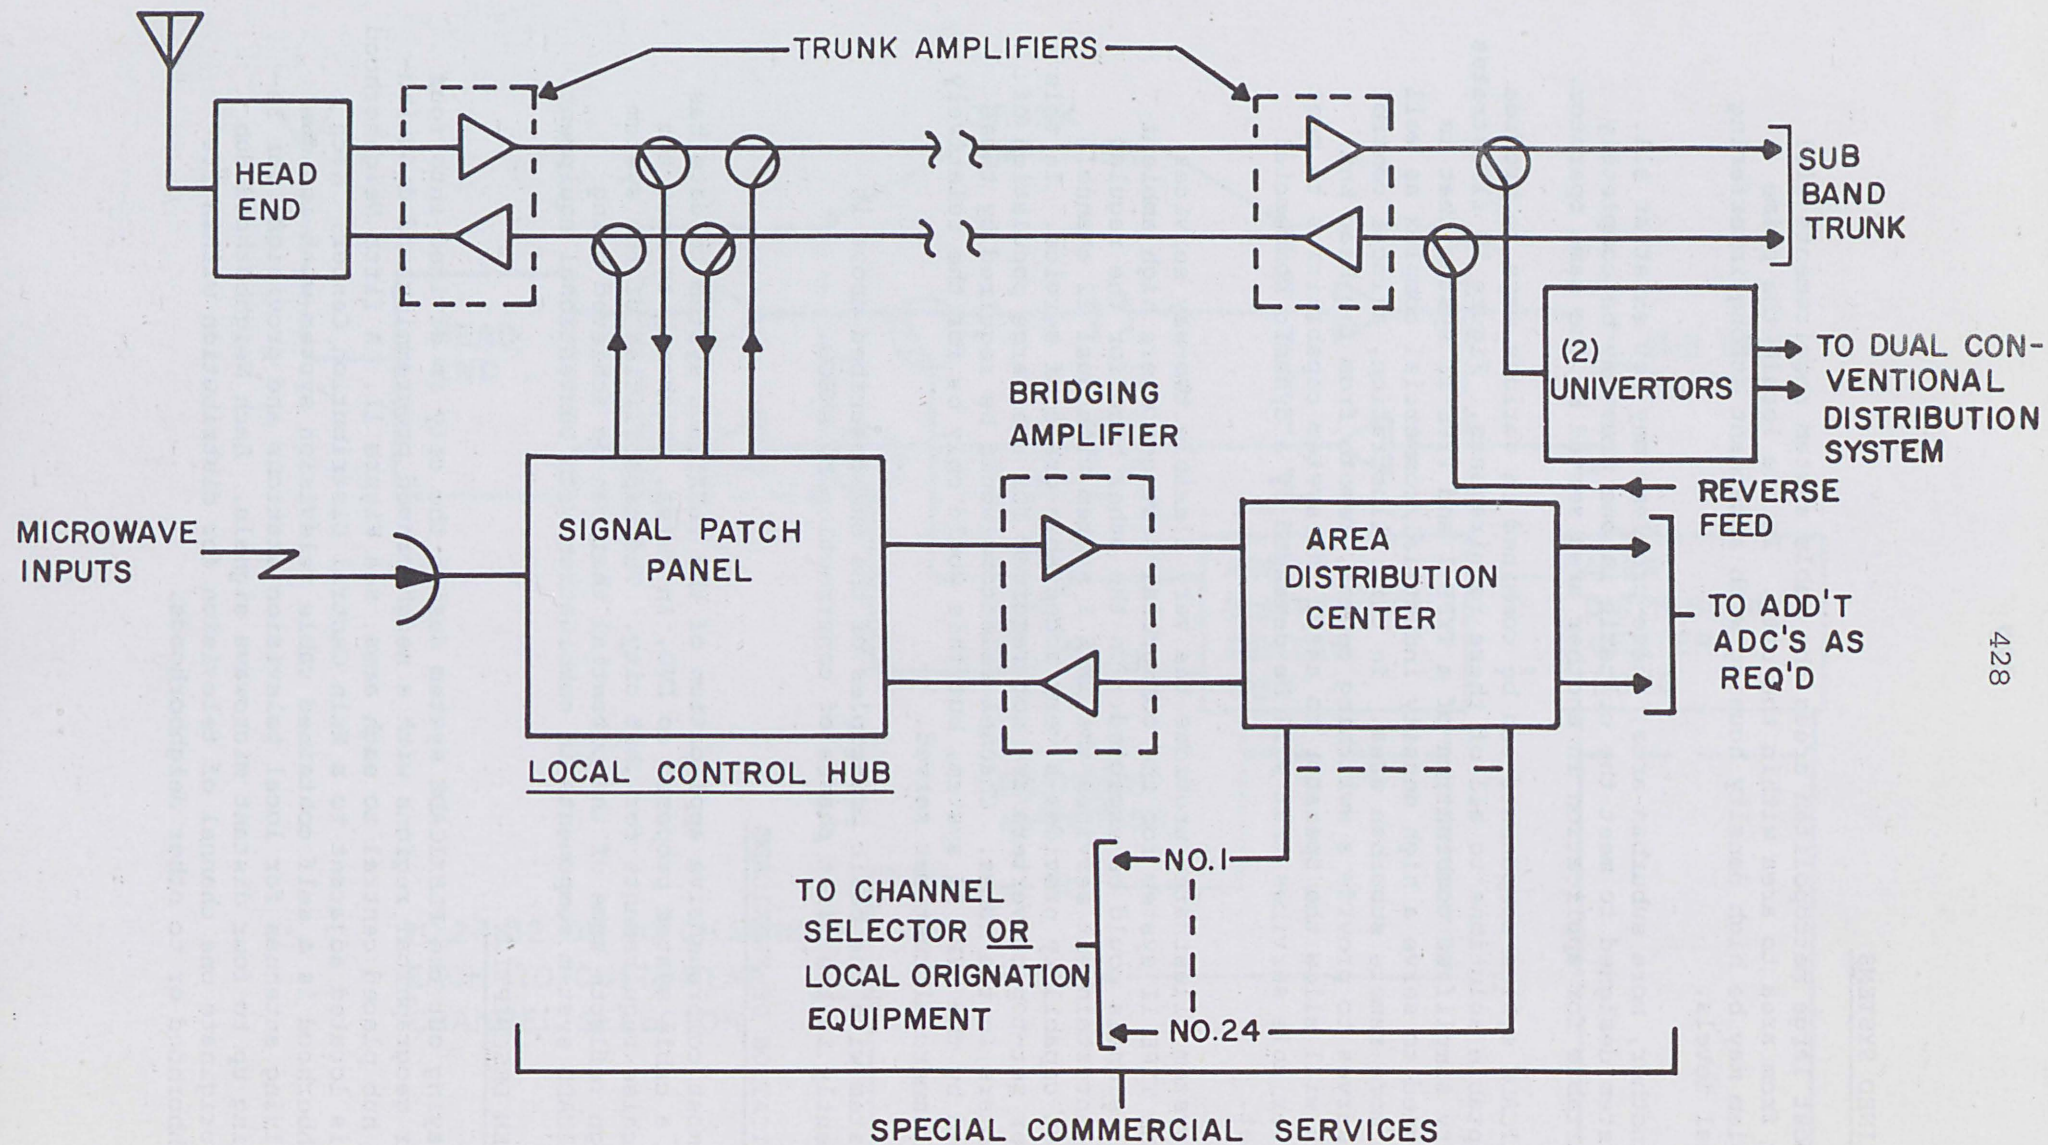 TRUNK AMPLIFIERS
HEAD
END
SUB
BAND
TRUNK
(2)
UNIVERTORS
TO DUAL CON-
VENTIONAL
DISTRIBUTION
SYSTEM
BRIDGING
AMPLIFIER
REVERSE
FEED
MICROWAVE
INPUTS
SIGNAL PATCH
PANEL
AREA
DISTRIBUTION
CENTER
TO ADD'T
ADC'S AS
REQ'D
428
LOCAL CONTROL HUB
NO.1
TO CHANNEL
SELECTOR OR
LOCAL ORIGNATION
EQUIPMENT
NO.24
SPECIAL COMMERCIAL SERVICES